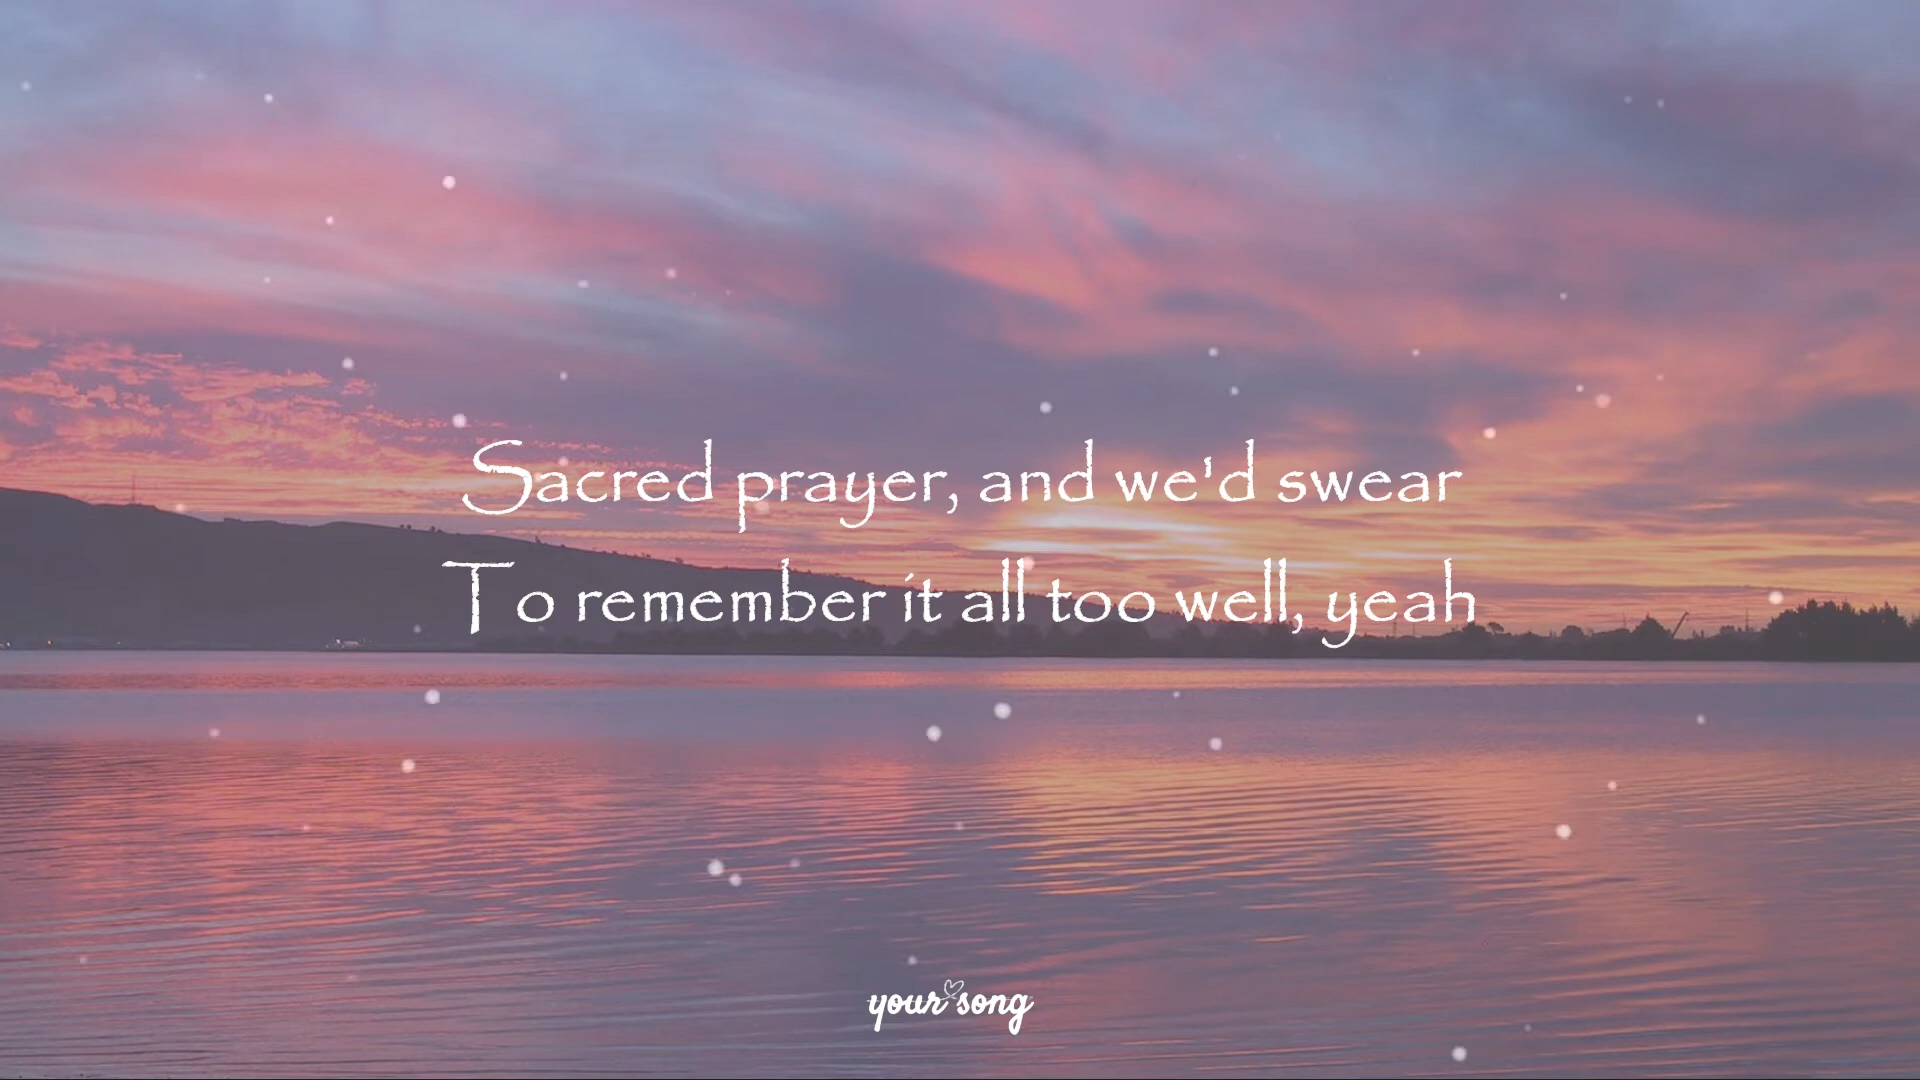 Sacred prayer, and we'd swear
To remember it all too well, yeah
your song